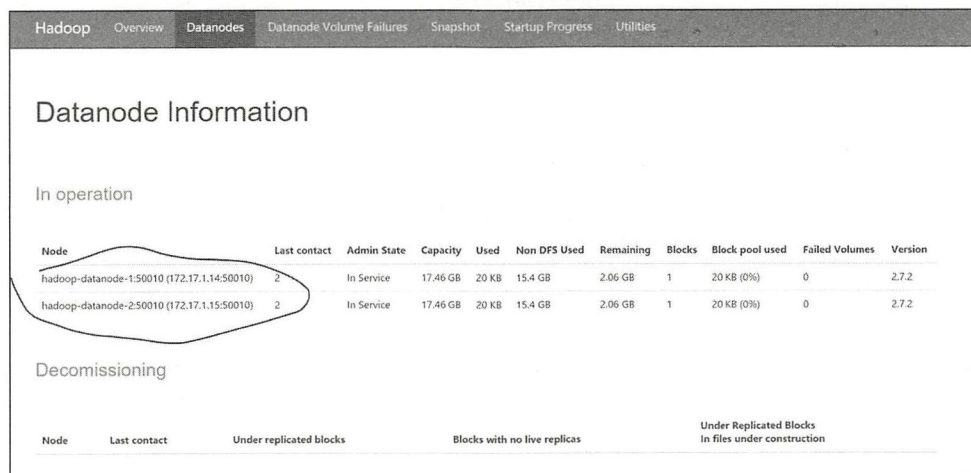 Hadoop Overview Datanodes Datanode Volume Failures Snapshot Startup Progress Utilities
Datanode Information
In operation
Node Last contact Admin State Capacity Used Non DFS Used Remaining Blocks Block pool used Failed Volumes Version
hadoop-datanode-1:50010 (172.17.1.14:50010) 2 In Service 17.46 GB 20 KB 15.4 GB 2.06 GB 1 20 KB (0%) 0 2.7.2
hadoop-datanode-2:50010 (172.17.1.15:50010) 2 In Service 17.46 GB 20 KB 15.4 GB 2.06 GB 1 20 KB (0%) 0 2.7.2
Decomissioning
Under Replicated Blocks
Node Last contact Under replicated blocks Blocks with no live replicas In files under construction